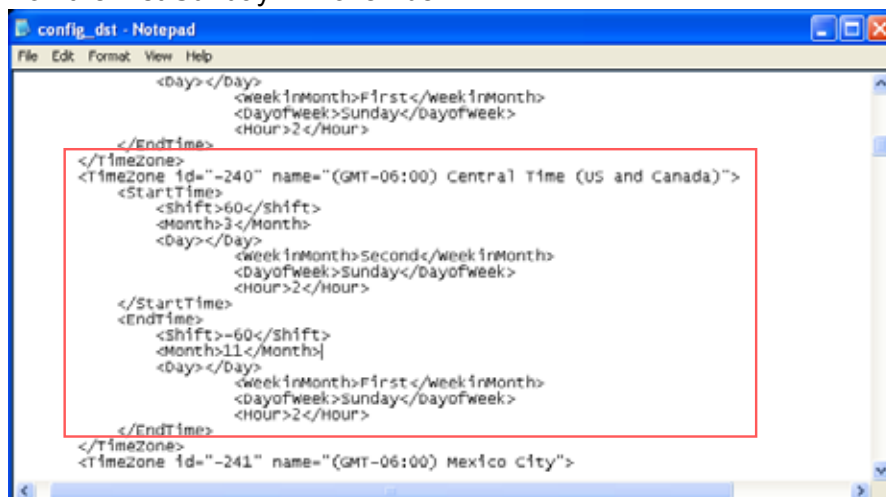 config_dst - Notepad
File Edit Format View Help
<Day></Day>
<WeekinMonth>First</WeekinMonth>
<DayofWeek>Sunday</DayofWeek>
<Hour>2</Hour>
</EndTime>
</TimeZone>
<TimeZone id="-240" name="(GMT-06:00) Central Time (US and Canada)">
<StartTime>
<Shift>60</Shift>
<Month>3</Month>
<Day></Day>
<WeekinMonth>Second</WeekinMonth>
<DayofWeek>Sunday</DayofWeek>
<Hour>2</Hour>
</StartTime>
<EndTime>
<Shift>-60</Shift>
<Month>11</Month>
<Day></Day>
<WeekinMonth>First</WeekinMonth>
<DayofWeek>Sunday</DayofWeek>
<Hour>2</Hour>
</EndTime>
</TimeZone>
<TimeZone id="-241" name="(GMT-06:00) Mexico City">